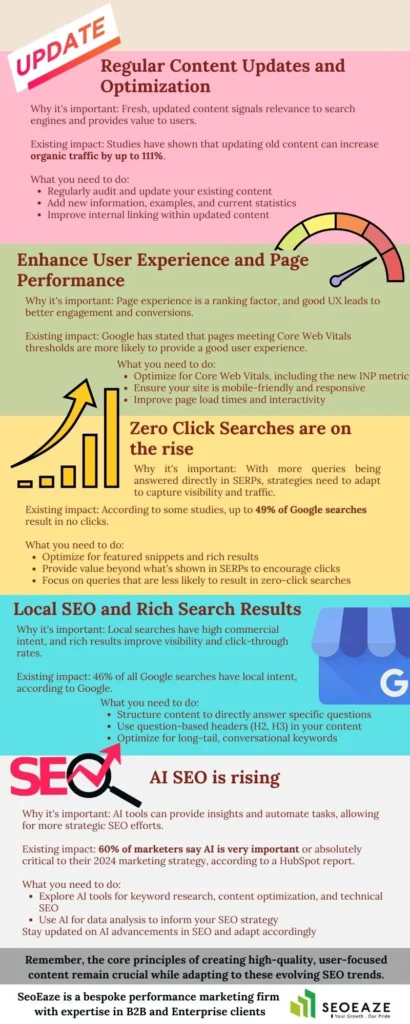 UPDATE
Regular Content Updates and
Optimization
Why it's important: Fresh, updated content signals relevance to search
engines and provides value to users.
Existing impact: Studies have shown that updating old content can increase
organic traffic by up to 111%.
What you need to do:
• Regularly audit and update your existing content
• Add new information, examples, and current statistics
• Improve internal linking within updated content
Enhance User Experience and Page
Performance
Why it's important: Page experience is a ranking factor, and good UX leads to
better engagement and conversions.
Existing impact: Google has stated that pages meeting Core Web Vitals
thresholds are more likely to provide a good user experience.
What you need to do:
• Optimize for Core Web Vitals, including the new INP metric
• Ensure your site is mobile-friendly and responsive
• Improve page load times and interactivity
Zero Click Searches are on
the rise
Why it's important: With more queries being
answered directly in SERPs, strategies need to adapt
to capture visibility and traffic.
Existing impact: According to some studies, up to 49% of Google searches
result in no clicks.
What you need to do:
• Optimize for featured snippets and rich results
• Provide value beyond what's shown in SERPs to encourage clicks
• Focus on queries that are less likely to result in zero-click searches
Local SEO and Rich Search Results
Why it's important: Local searches have high commercial
intent, and rich results improve visibility and click-through
rates.
Existing impact: 46% of all Google searches have local intent,
according to Google.
What you need to do:
• Structure content to directly answer specific questions
• Use question-based headers (H2, H3) in your content
• Optimize for long-tail, conversational keywords
G
SEO
AI SEO is rising
Why it's important: AI tools can provide insights and automate tasks, allowing
for more strategic SEO efforts.
Existing impact: 60% of marketers say AI is very important or absolutely
critical to their 2024 marketing strategy, according to a HubSpot report.
What you need to do:
• Explore AI tools for keyword research, content optimization, and technical
SEO
• Use AI for data analysis to inform your SEO strategy
Stay updated on AI advancements in SEO and adapt accordingly
Remember, the core principles of creating high-quality, user-focused
content remain crucial while adapting to these evolving SEO trends.
SeoEaze is a bespoke performance marketing firm
with expertise in B2B and Enterprise clients
SEOEAZE
Your Growth . Our Pride